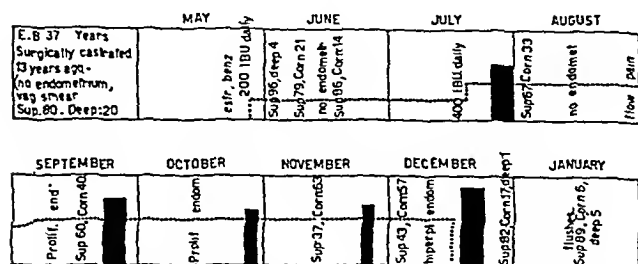 MAY JUNE JULY AUGUST
E.B 37 Years
Surgically castrated
13 years ago-
(no endometrium,
vag smear
Sup.80. Deep:20
estr, benz
200 IBU daily
Sup96, deep4
Sup79, Corn21
no endomet
Sup86, Corn14
400 IBU daily
Sup67, Corn33
no endomet
flow pain
SEPTEMBER OCTOBER NOVEMBER DECEMBER JANUARY
Prolif. end
Sup60, Corn40
Prolif endom
Sup37, Corn63
Sup43, Corn57
hiperpl endom
Sup82 Corn17, deep1
flushes
Sup89, Corn6,
deep5